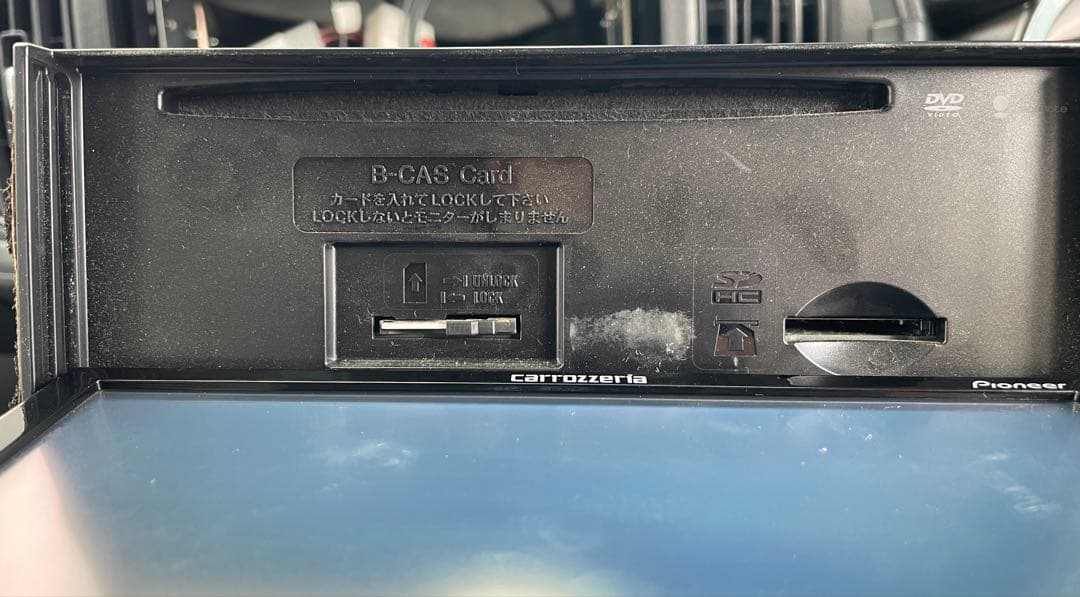 DVD
VIDEO
B-CAS Card
カードを入れてLOCKして下さい
LOCKしないとモニターがしまりません
UNLOCK
LOCK
SD
HC
carrozzeria
Pioneer